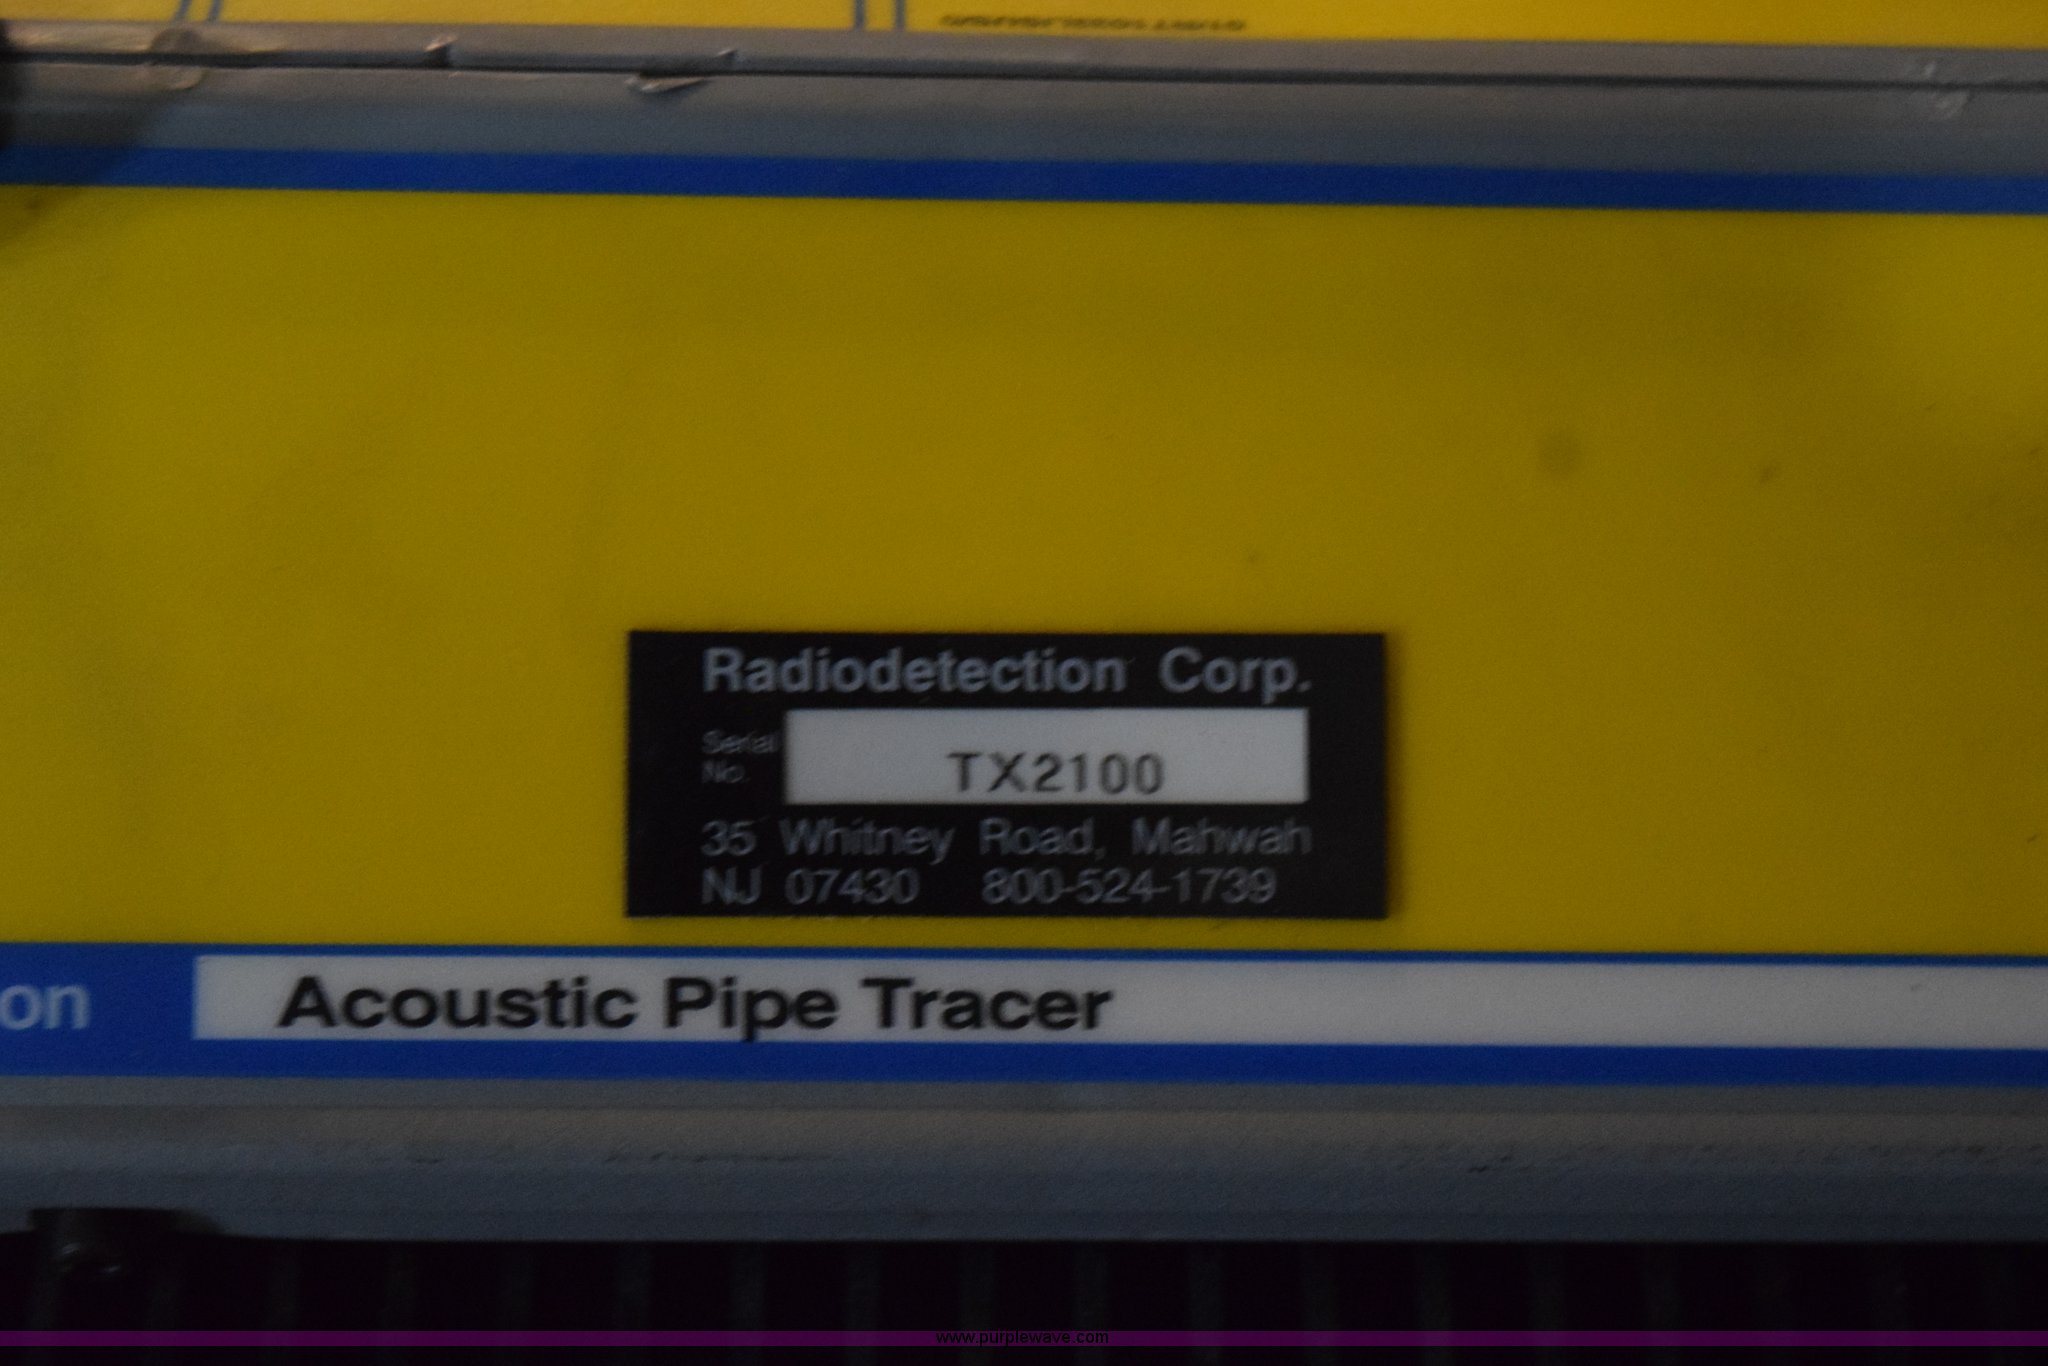 Radiodetection Corp.
Serial
No.
TX2100
35 Whitney Road, Mahwah
NJ 07430 800-524-1739
on
Acoustic Pipe Tracer
www.purplewave.com